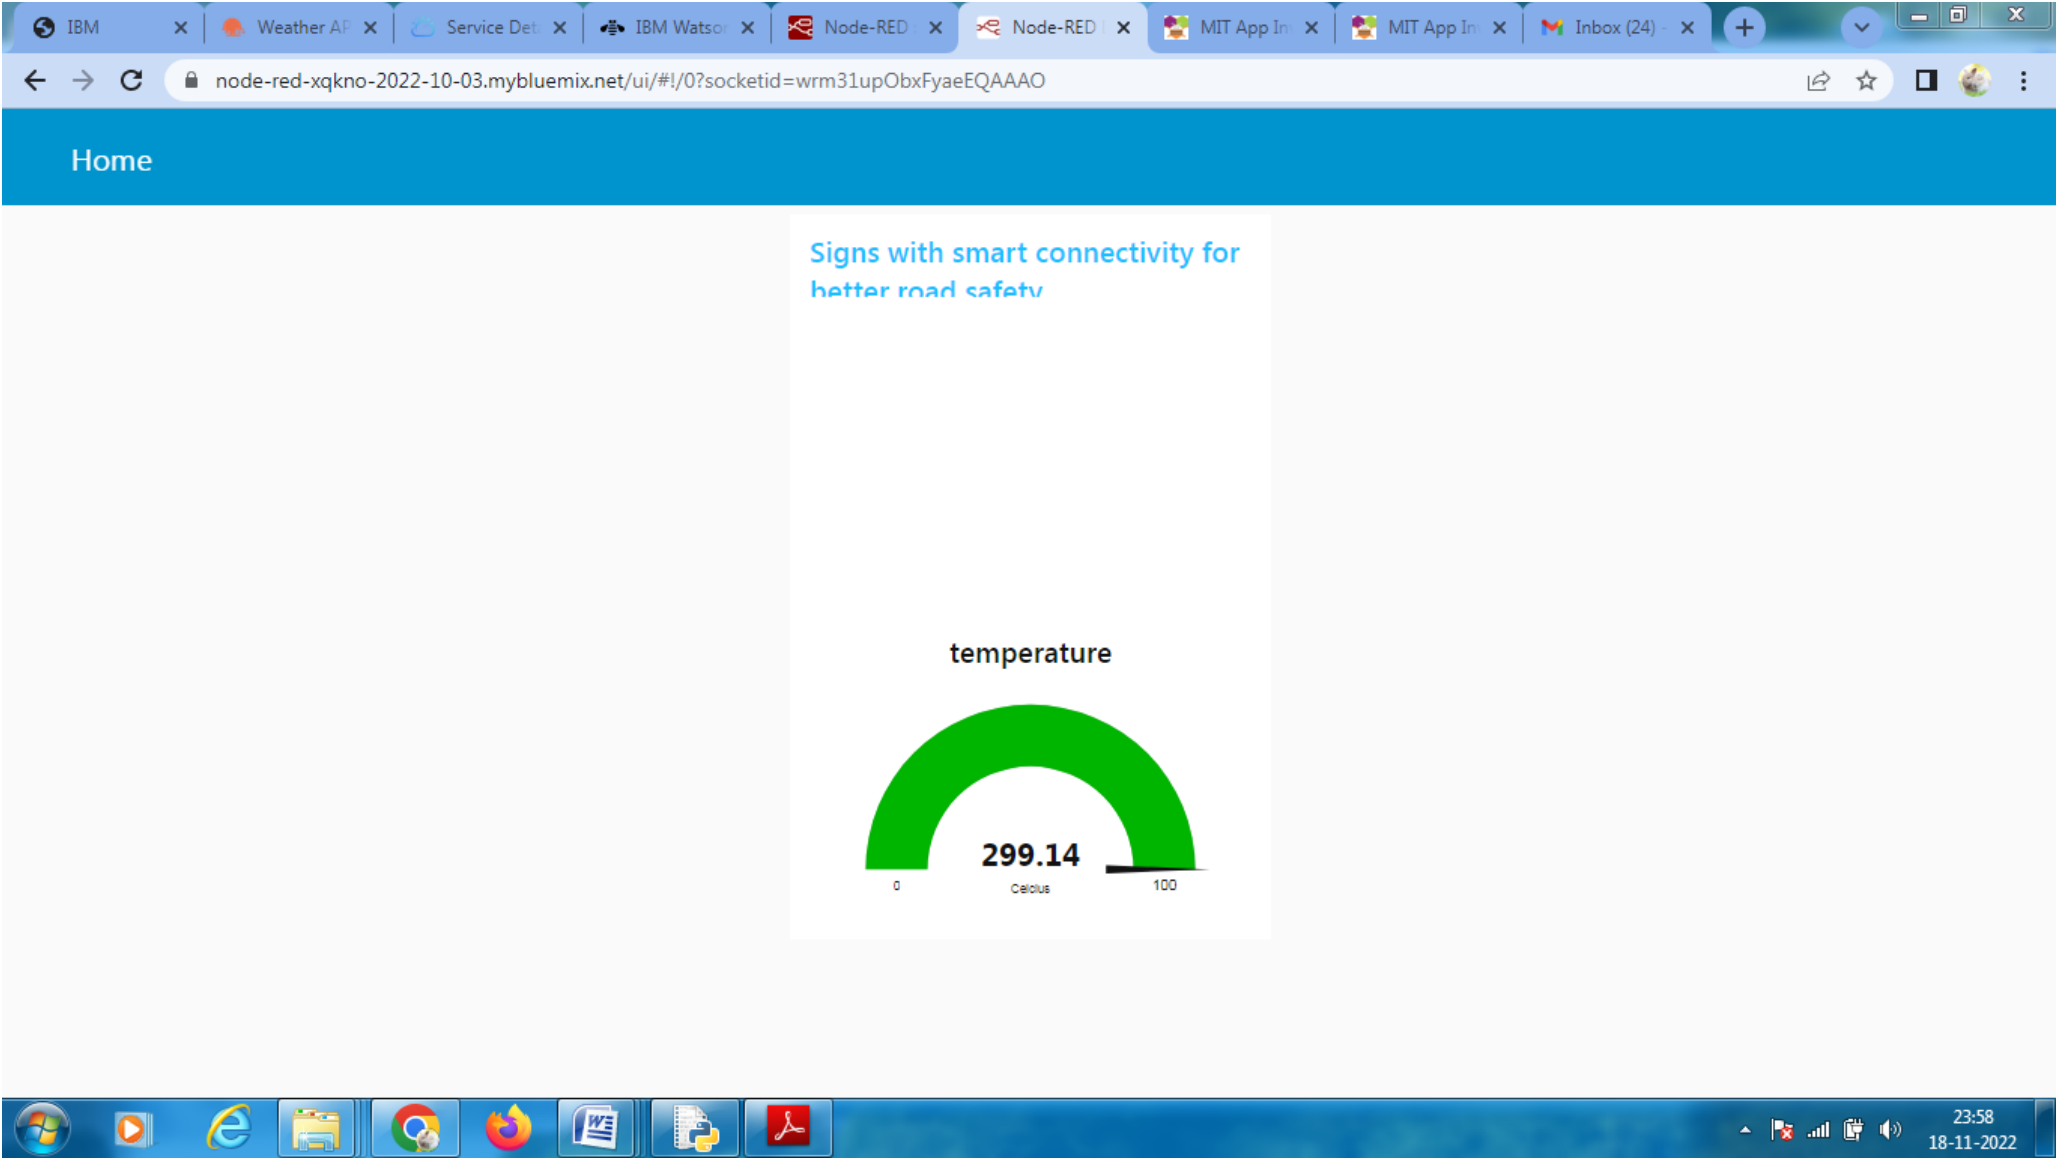 IBM
Weather AP
Service Det
IBM Watson
Node-RED
Node-RED
MIT App In
MIT App In
Inbox (24) -
node-red-xqkno-2022-10-03.mybluemix.net/ui/#!/0?socketid=wrm31upObxFyaeEQAAAO
Home
Signs with smart connectivity for
better road safety
temperature
299.14
0
Celcius
100
23:58
18-11-2022